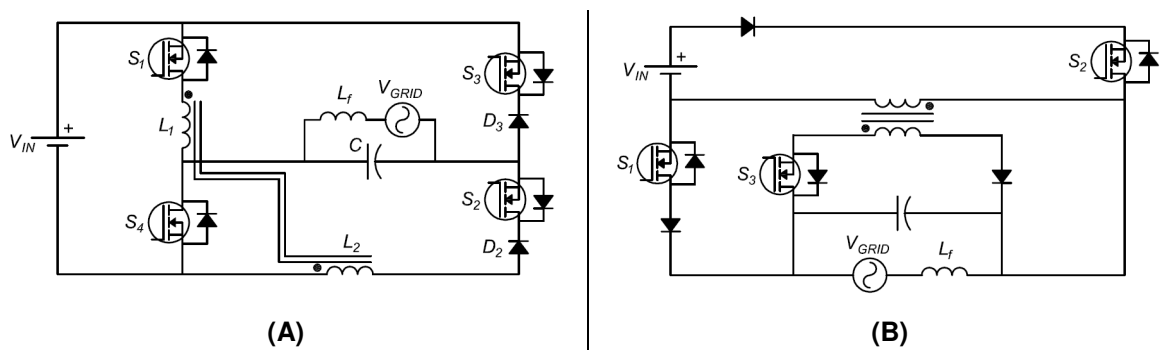 S1
S3
Lf
VGRID
L1
D3
VIN
+
C
S4
S2
L2
D2
(A)
+
VIN
S2
S1
S3
VGRID
Lf
(B)